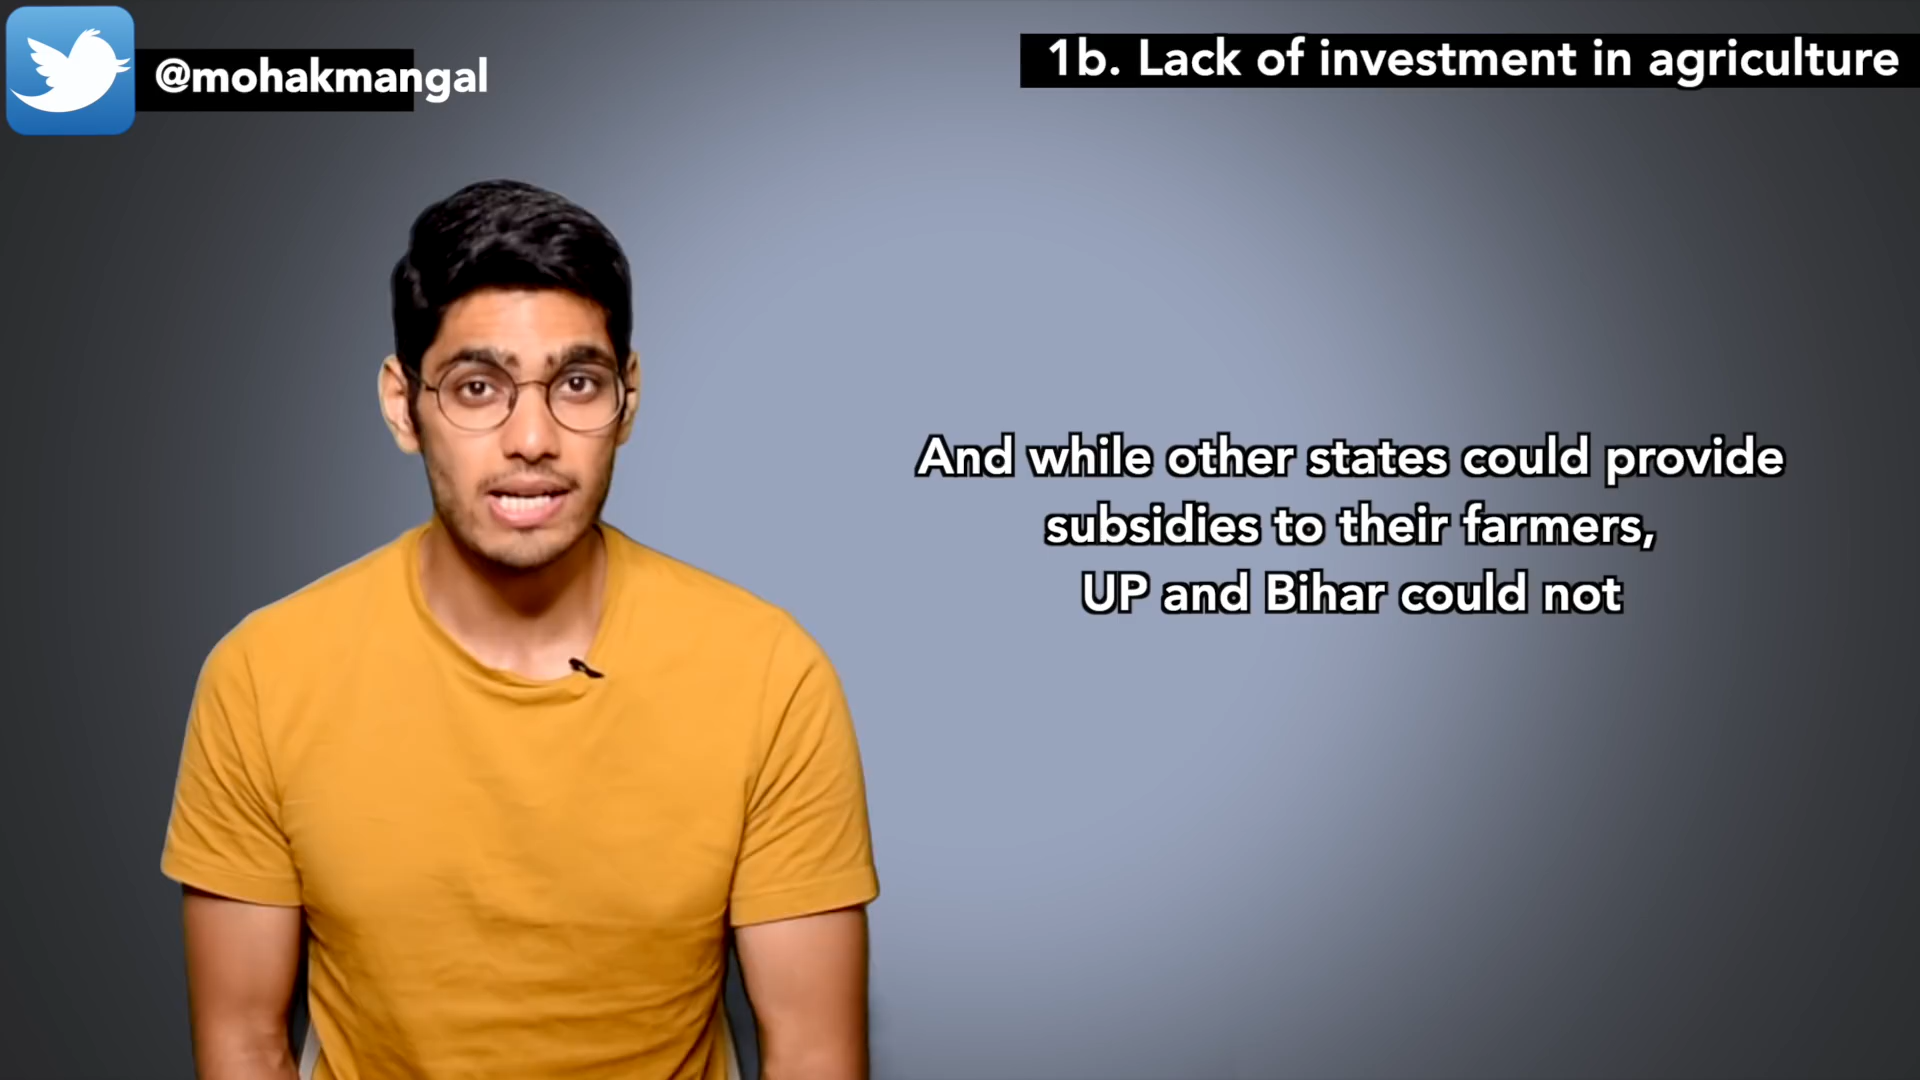 @mohakmangal
1b. Lack of investment in agriculture
And while other states could provide
subsidies to their farmers,
UP and Bihar could not